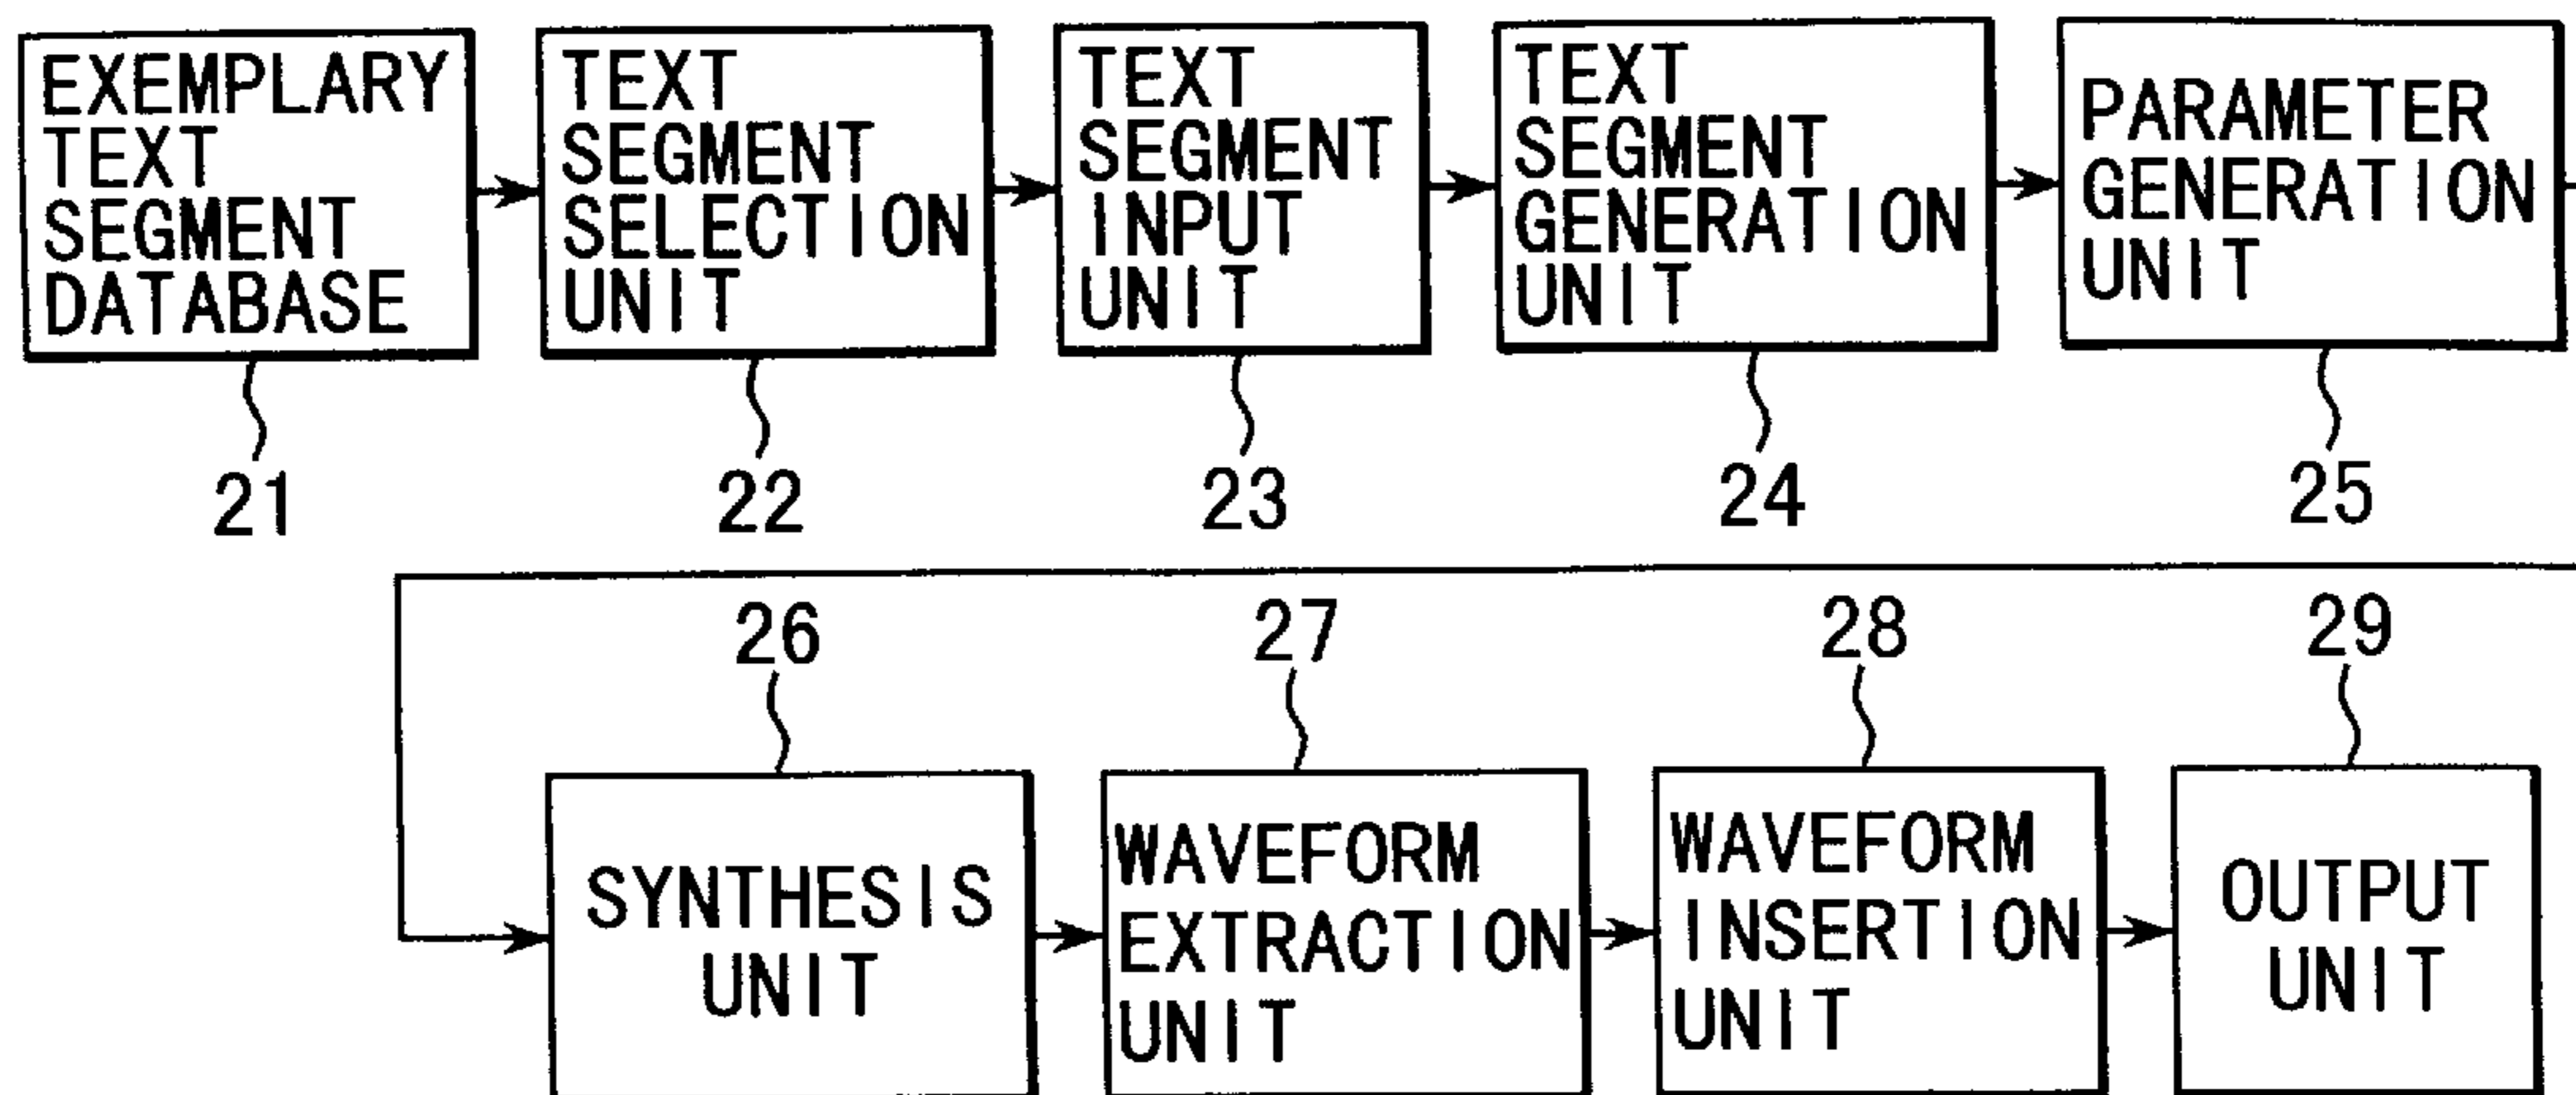 EXEMPLARY
TEXT
SEGMENT
DATABASE
TEXT
SEGMENT
SELECTION
UNIT
TEXT
SEGMENT
INPUT
UNIT
TEXT
SEGMENT
GENERATION
UNIT
PARAMETER
GENERATION
UNIT
21
22
23
24
25
26
27
28
29
SYNTHESIS
UNIT
WAVEFORM
EXTRACTION
UNIT
WAVEFORM
INSERTION
UNIT
OUTPUT
UNIT